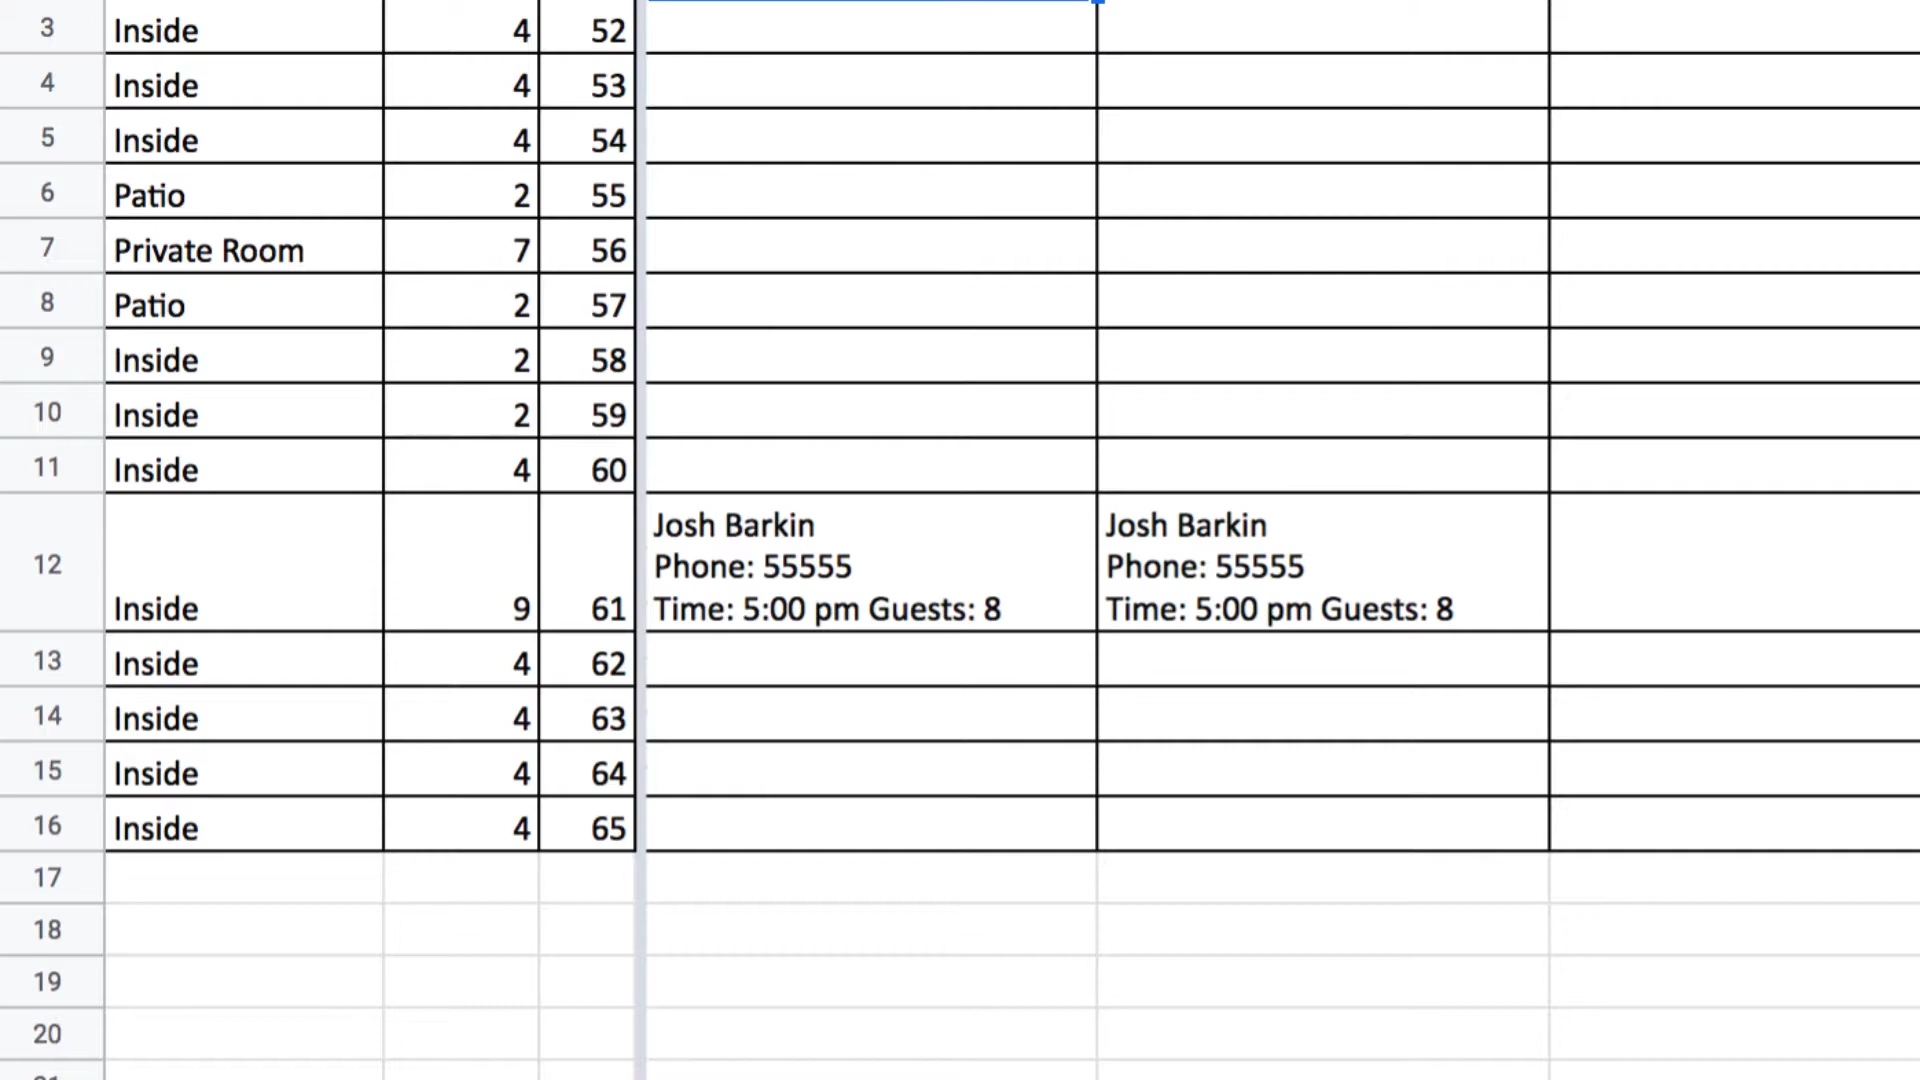 3 Inside 4 52
4 Inside 4 53
5 Inside 4 54
6 Patio 2 55
7 Private Room 7 56
8 Patio 2 57
9 Inside 2 58
10 Inside 2 59
11 Inside 4 60
Josh Barkin Josh Barkin
12 Phone: 55555 Phone: 55555
Inside 9 61 Time: 5:00 pm Guests: 8 Time: 5:00 pm Guests: 8
13 Inside 4 62
14 Inside 4 63
15 Inside 4 64
16 Inside 4 65
17
18
19
20